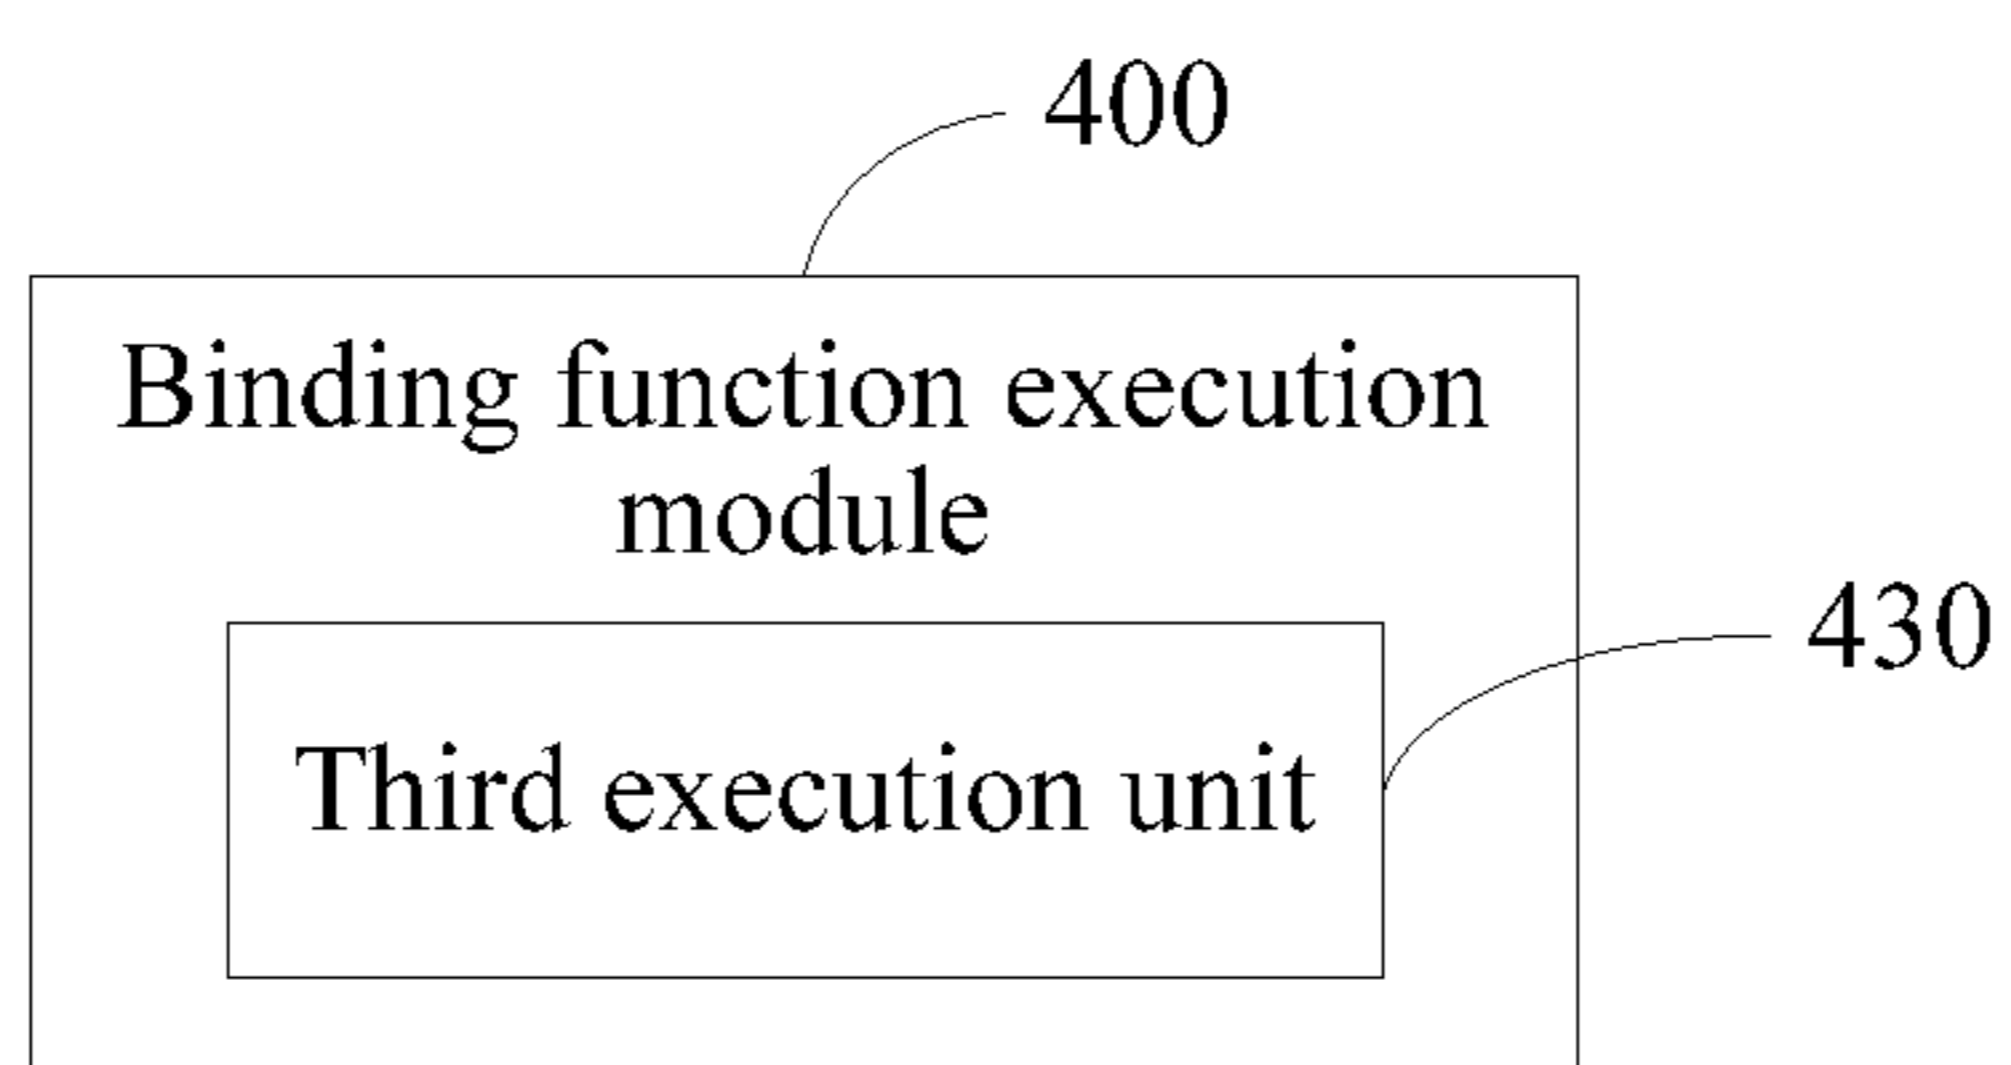 400
Binding function execution
module
430
Third execution unit